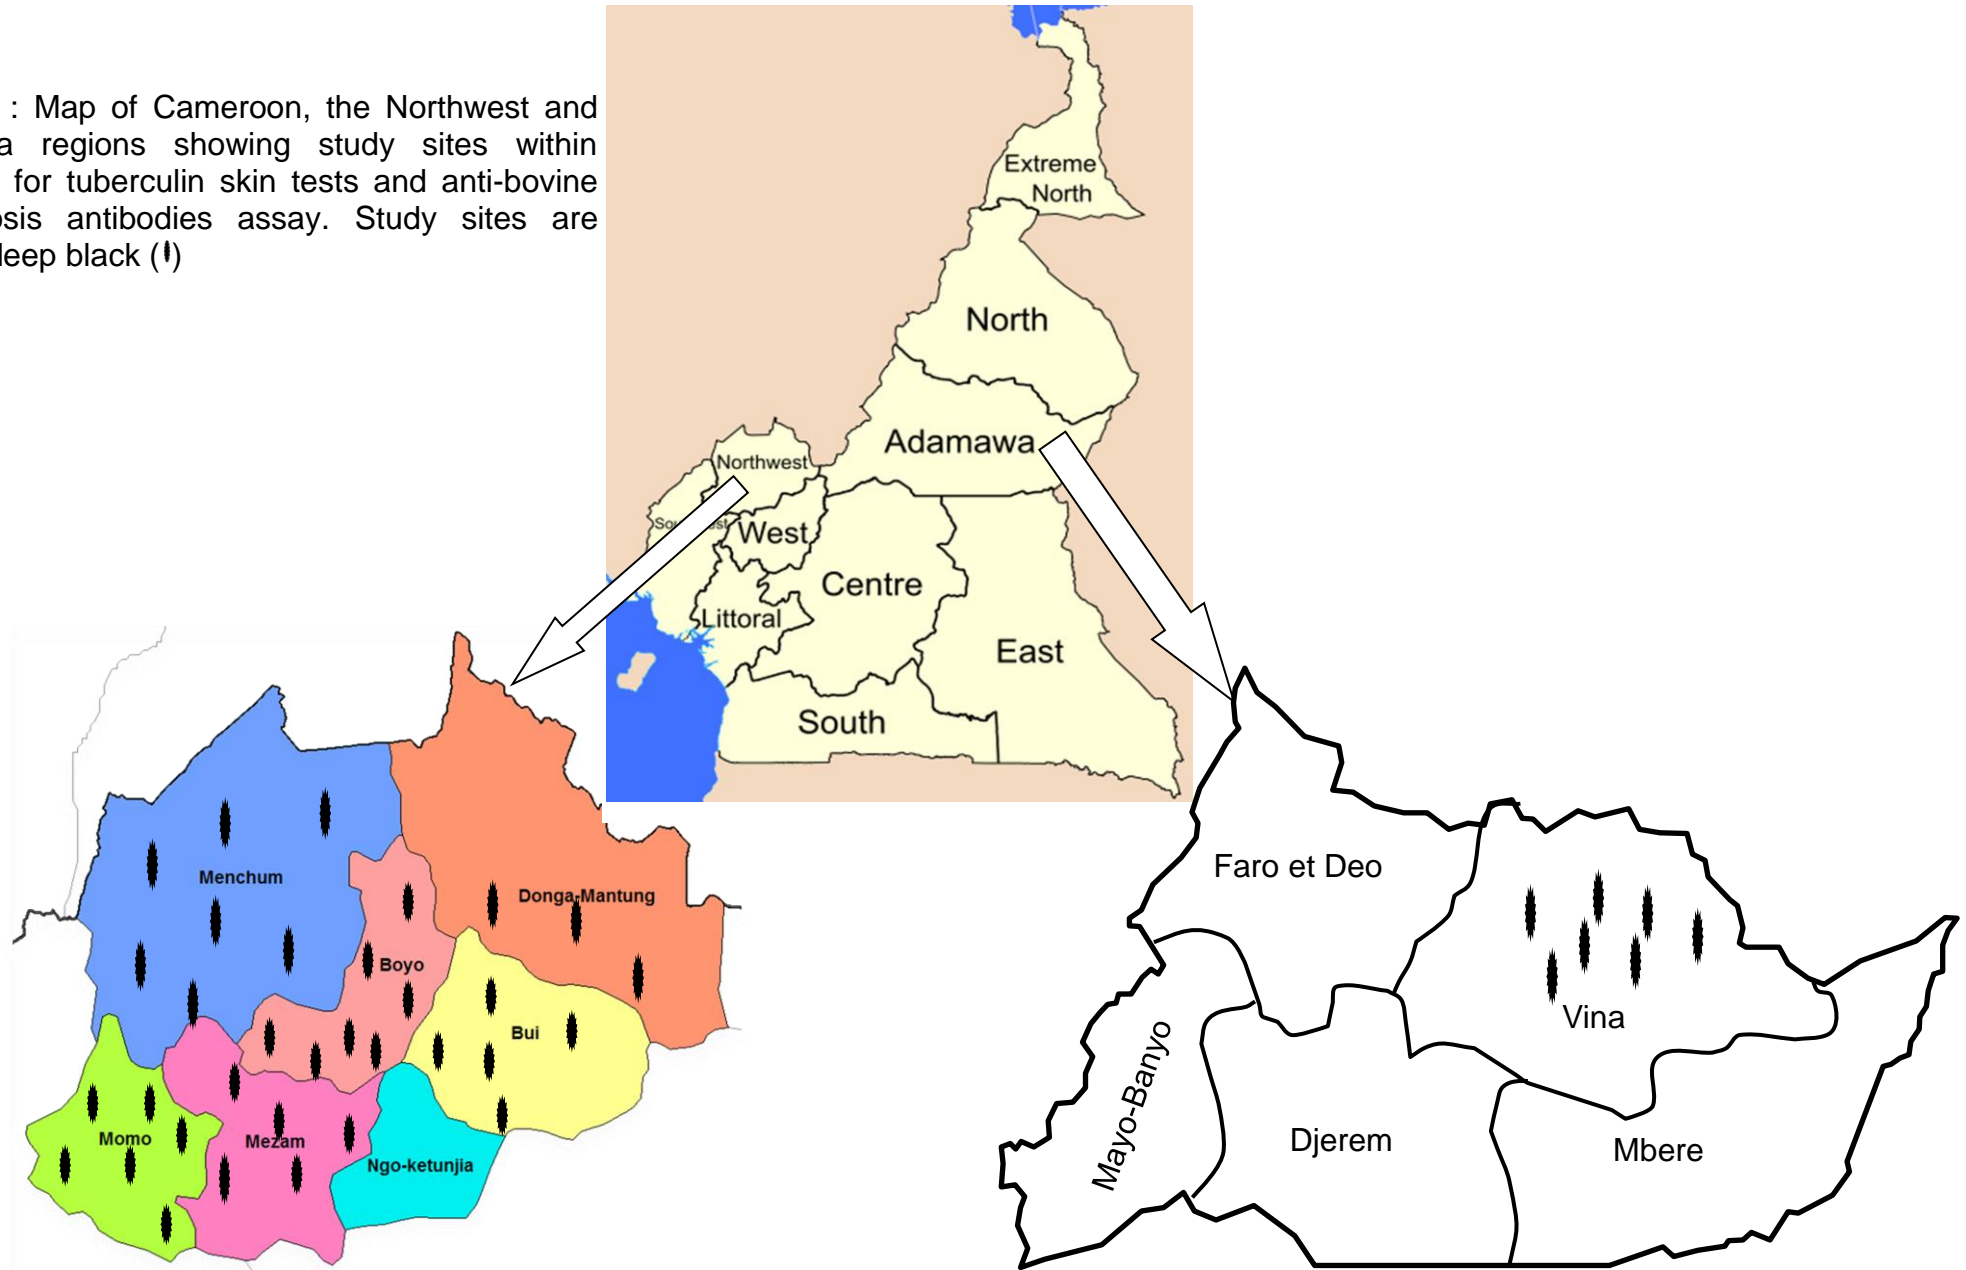 : Map of Cameroon, the Northwest and
a regions showing study sites within
for tuberculin skin tests and anti-bovine
osis antibodies assay. Study sites are
deep black ( )
Extreme
North
North
Adamawa
Northwest
West
Centre
Littoral
East
South
Menchum
Donga-Mantung
Boyo
Bui
Momo
Mezam
Ngo-ketunjia
Faro et Deo
Vina
Mayo-Banyo
Djerem
Mbere